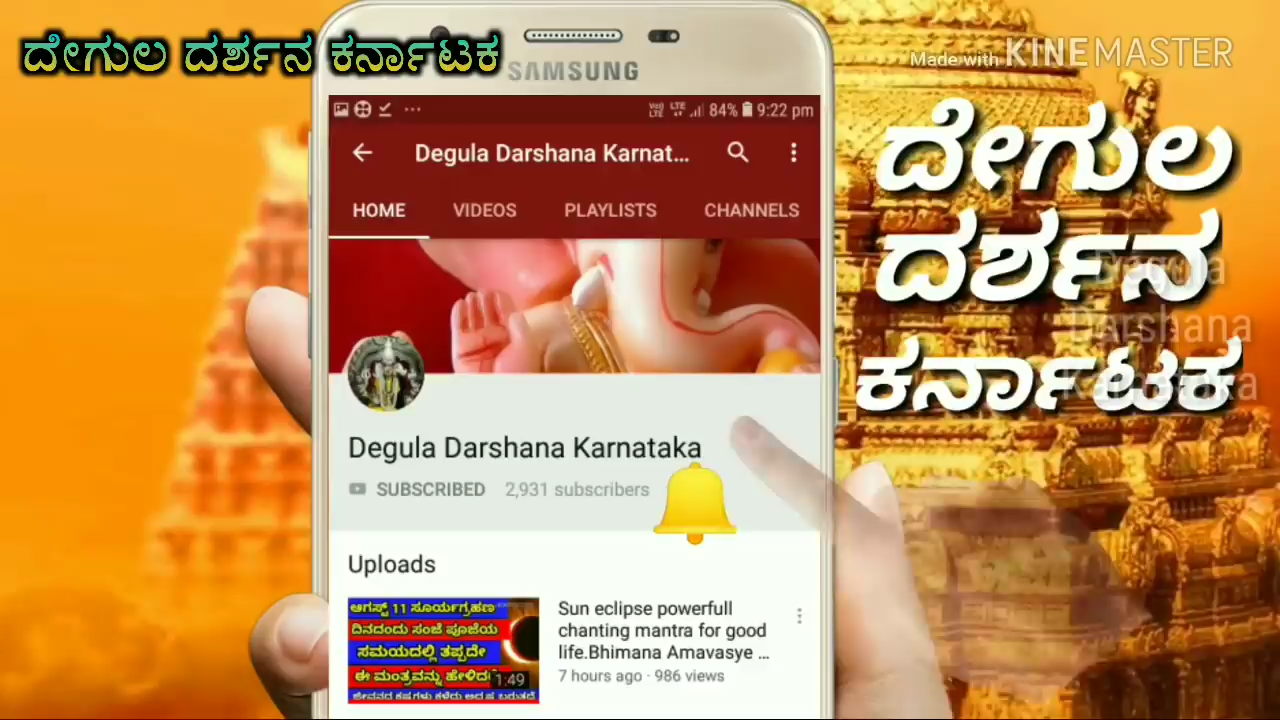 ದೇಗುಲ ದರ್ಶನ ಕರ್ನಾಟಕ
Made with KINEMASTER
SAMSUNG
84% 9:22 pm
Degula Darshana Karnat...
HOME VIDEOS PLAYLISTS CHANNELS
ದೇಗುಲ
ದರ್ಶನ
ಕರ್ನಾಟಕ
Degula
Darshana
Karnataka
Degula Darshana Karnataka
SUBSCRIBED 2,931 subscribers
Uploads
ಆಗಸ್ಟ್ 11 ಸೂರ್ಯಗ್ರಹಣ
ದಿನದಂದು ಸಂಜೆ ಪೂಜೆಯ
ಸಮಯದಲ್ಲಿ ತಪ್ಪದೇ
ಈ ಮಂತ್ರವನ್ನು ಹೇಳಿದ
1:49
Sun eclipse powerfull
chanting mantra for good
life.Bhimana Amavasye ...
7 hours ago · 986 views